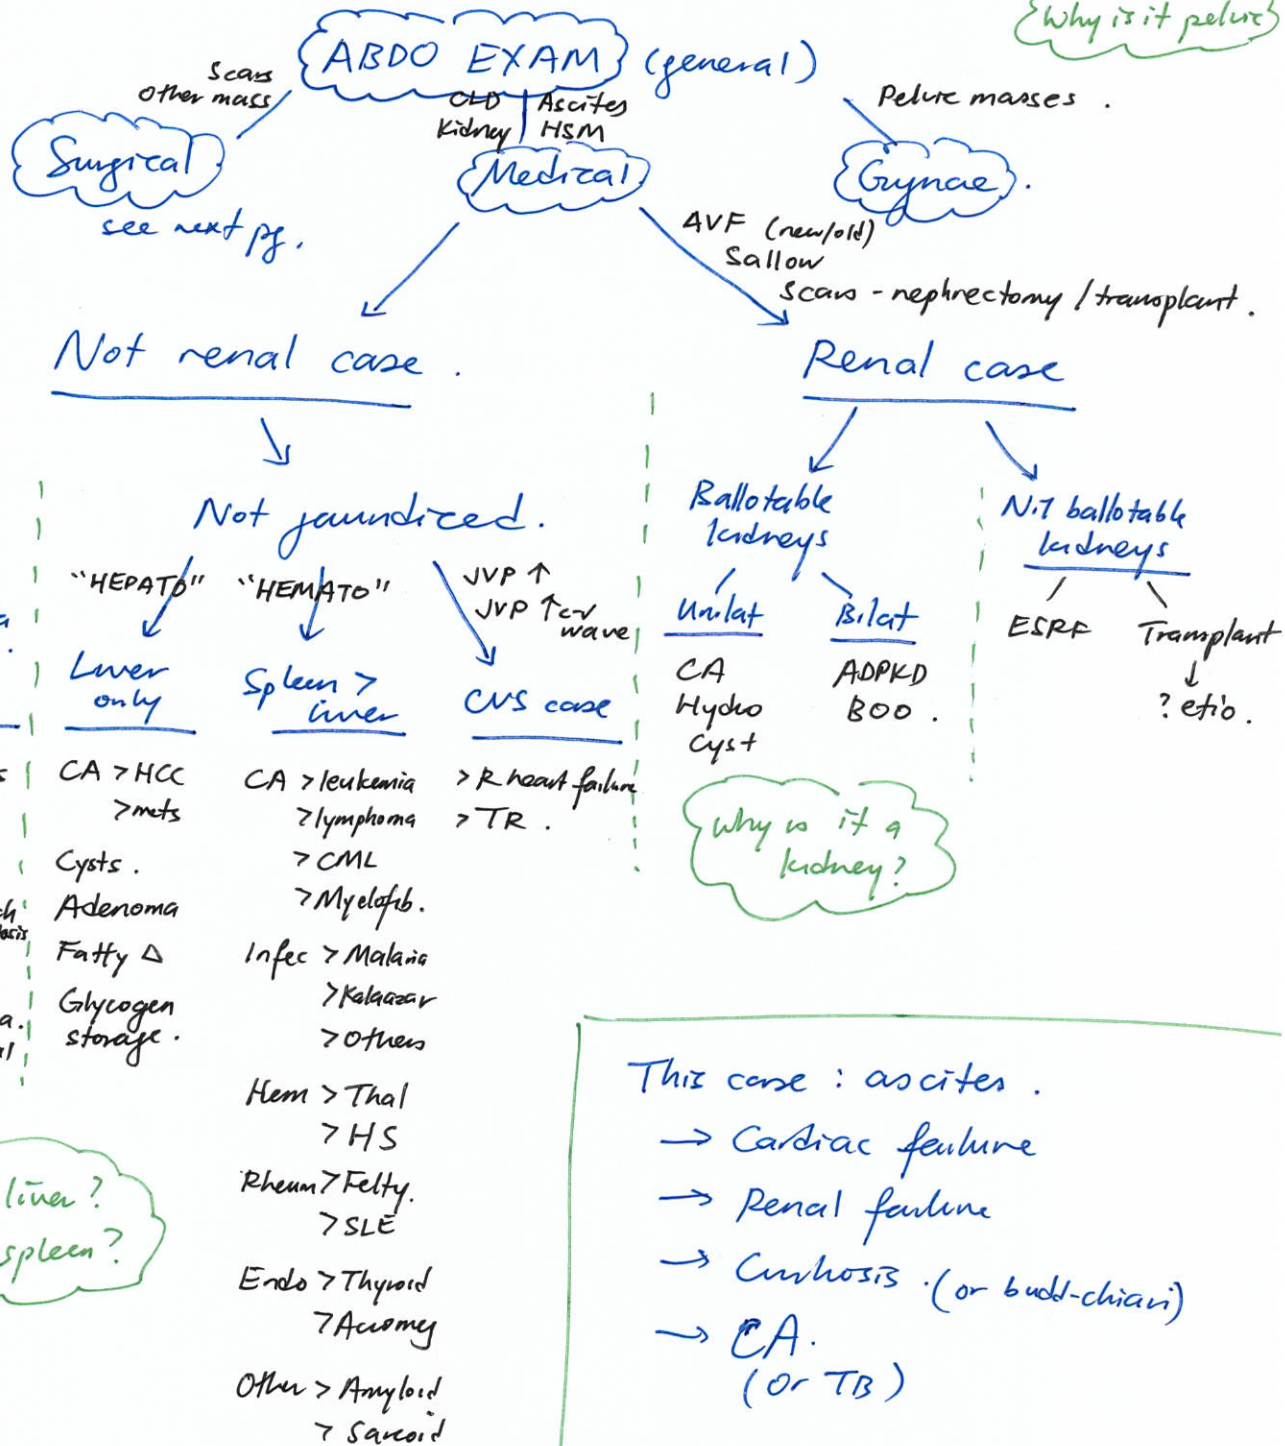 Why is it pelvic
ABDO EXAM (general)
Scars
Other mass
CLD
Kidney
Ascites
HSM
Pelvic masses.
Surgical
see next pg.
Medical
Gynae.
AVF (new/old)
Sallow
Scars - nephrectomy / transplant.
Not renal case.
Renal case
Not jaundiced.
"HEPATO"
"HEMATO"
JVP ↑
JVP ↑ cv
wave
Liver
only
CA > HCC
> mets
Cysts.
Adenoma
Fatty Δ
Glycogen
storage.
Spleen >
liver
CA > leukemia
> lymphoma
> CML
> Myelofib.
Infec > Malaria
> Kalaazar
> Others
Hem > Thal
> HS
Rheum > Felty.
> SLE
Endo > Thyroid
> Acromeg
Other > Amyloid
> Sarcoid
CVS case
> R heart failure
> TR.
Ballotable
kidneys
Unilat
CA
Hydro
Cyst
Bilat
ADPKD
BOO.
Nil ballotable
kidneys
ESRF
Transplant
↓
? etio.
Why is it a
kidney?
liver?
spleen?
This case : ascites.
→ Cardiac failure
→ Renal failure
→ Cirrhosis. (or budd-chiari)
→ CA.
(or TB)